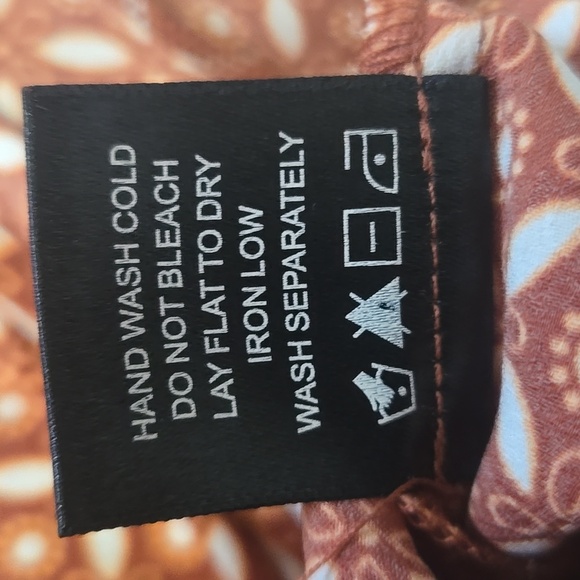 HAND WASH COLD
DO NOT BLEACH
LAY FLAT TO DRY
IRON LOW
WASH SEPARATELY